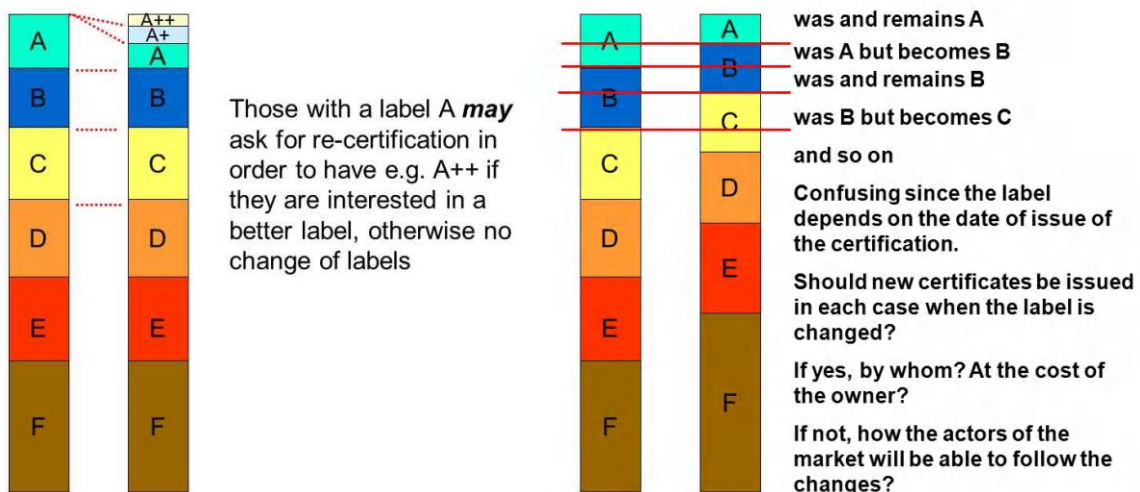 A
B
C
D
E
F
A++
A+
A
B
C
D
E
F
Those with a label A may
ask for re-certification in
order to have e.g. A++ if
they are interested in a
better label, otherwise no
change of labels
A
B
C
D
E
F
A
B
C
D
E
F
was and remains A
was A but becomes B
was and remains B
was B but becomes C
and so on
Confusing since the label
depends on the date of issue of
the certification.
Should new certificates be issued
in each case when the label is
changed?
If yes, by whom? At the cost of
the owner?
If not, how the actors of the
market will be able to follow the
changes?